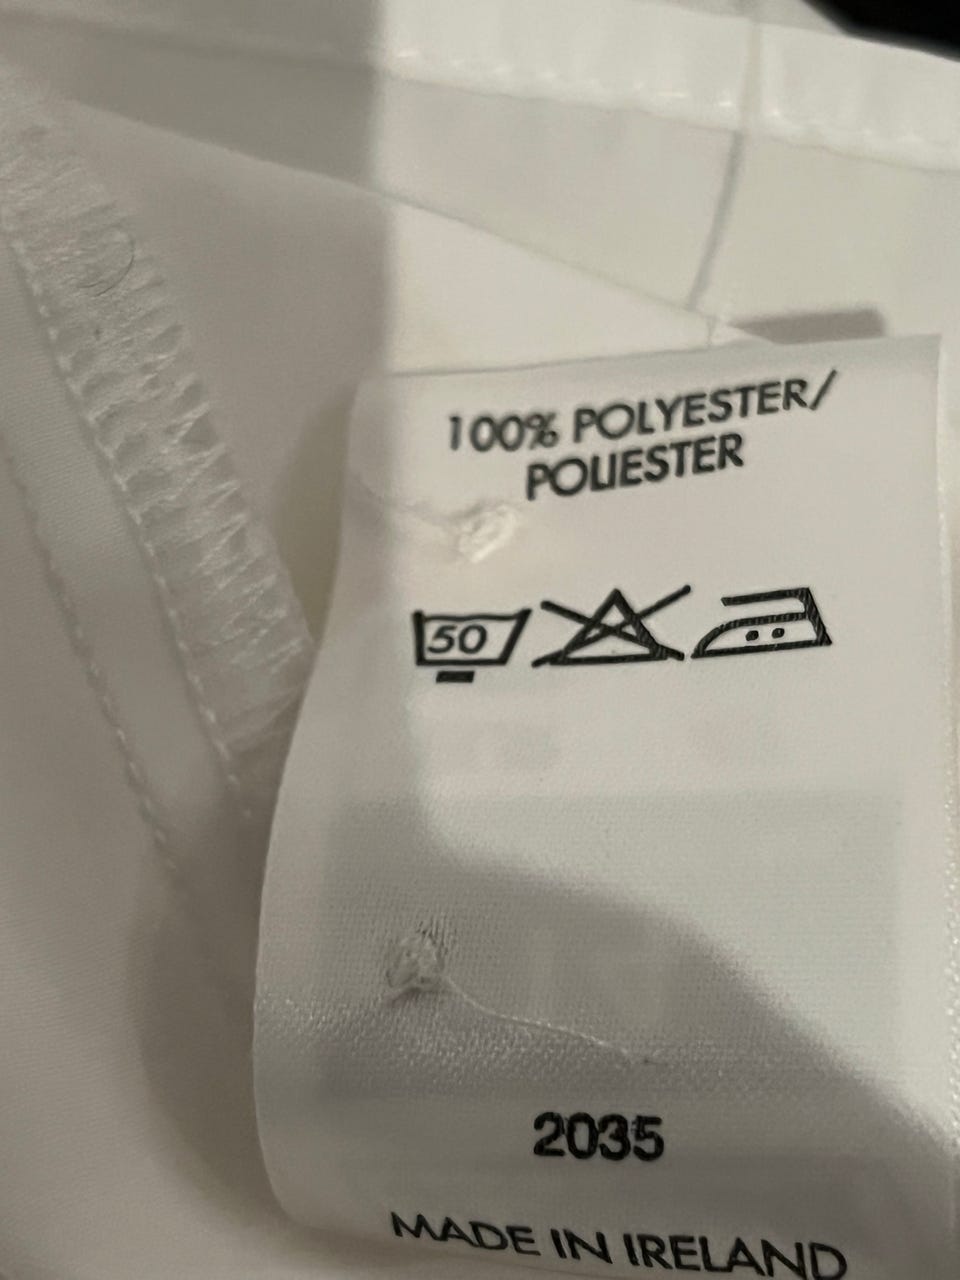 100% POLYESTER/
POLIESTER
50
2035
MADE IN IRELAND